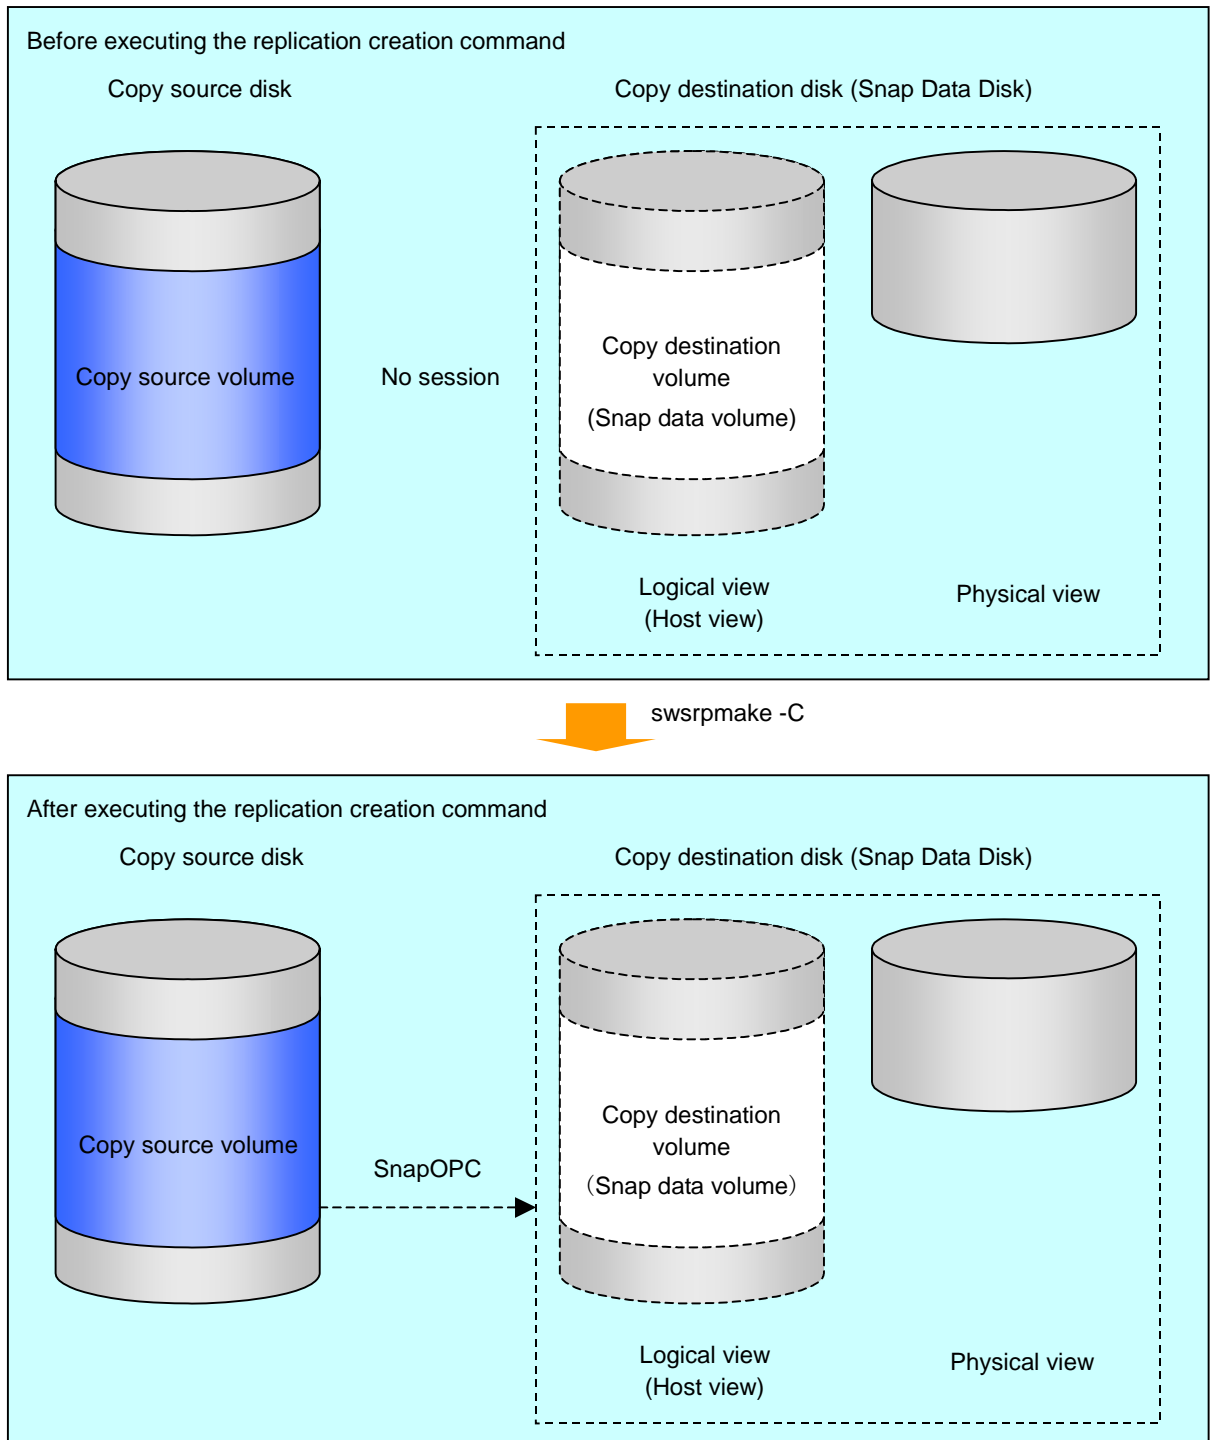 Before executing the replication creation command
Copy source disk
Copy destination disk (Snap Data Disk)
Copy source volume
No session
Copy destination
volume
(Snap data volume)
Logical view
(Host view)
Physical view
swsrpmake -C
After executing the replication creation command
Copy source disk
Copy destination disk (Snap Data Disk)
Copy source volume
SnapOPC
Copy destination
volume
（Snap data volume）
Logical view
(Host view)
Physical view